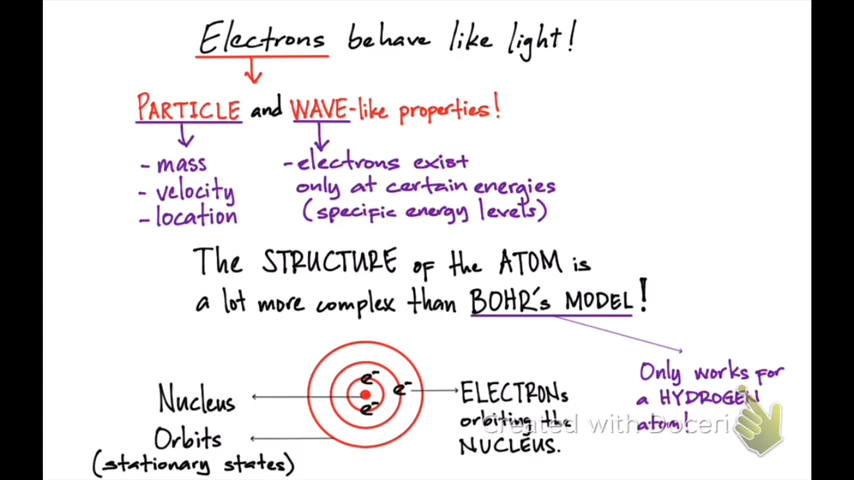 Electrons behave like light!
PARTICLE and WAVE-like properties!
- mass
- velocity
- location
- electrons exist
only at certain energies
(specific energy levels)
The STRUCTURE of the ATOM is
a lot more complex than BOHR's MODEL!
Only works for
a HYDROGEN
atom!
e⁻
e⁻
e⁻
Nucleus
Orbits
(stationary states)
ELECTRONs
orbiting the
NUCLEUS.
Created with Doceri